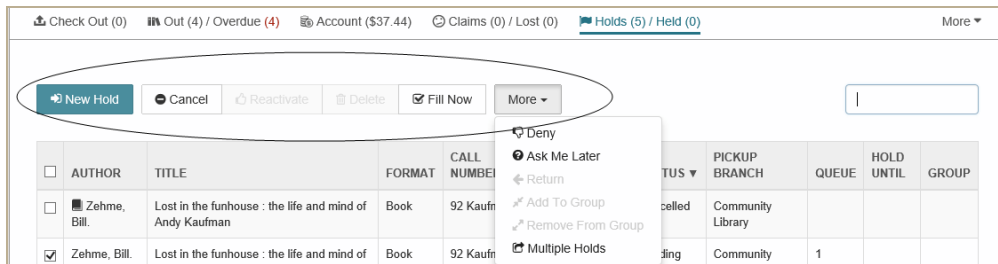 Check Out (0) Out (4) / Overdue (4) Account ($37.44) Claims (0) / Lost (0) Holds (5) / Held (0) More
New Hold Cancel Reactivate Delete Fill Now More
Deny
Ask Me Later
Return
Add To Group
Remove From Group
Multiple Holds
AUTHOR TITLE FORMAT CALL PICKUP BRANCH QUEUE HOLD UNTIL GROUP
Zehme, Bill. Lost in the funhouse : the life and mind of Andy Kaufman Book 92 Kaufm Community Library
Zehme, Bill. Lost in the funhouse : the life and mind of Book 92 Kaufm Community 1